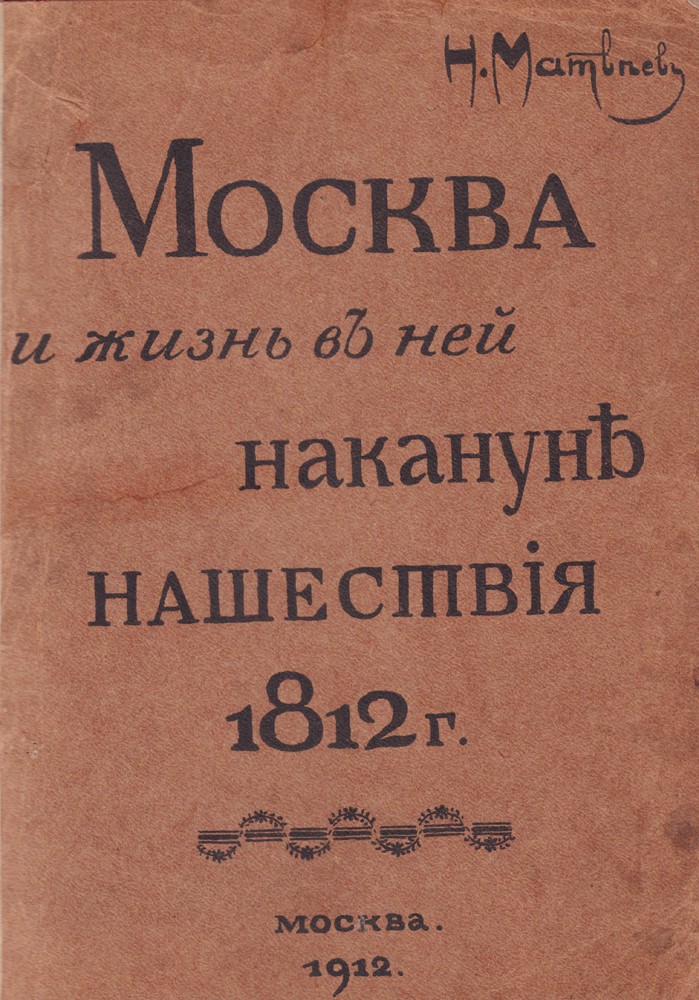 Н. Матвѣевъ
Москва
и жизнь въ ней
наканунѣ
нашествія
1812 г.
Москва.
1912.